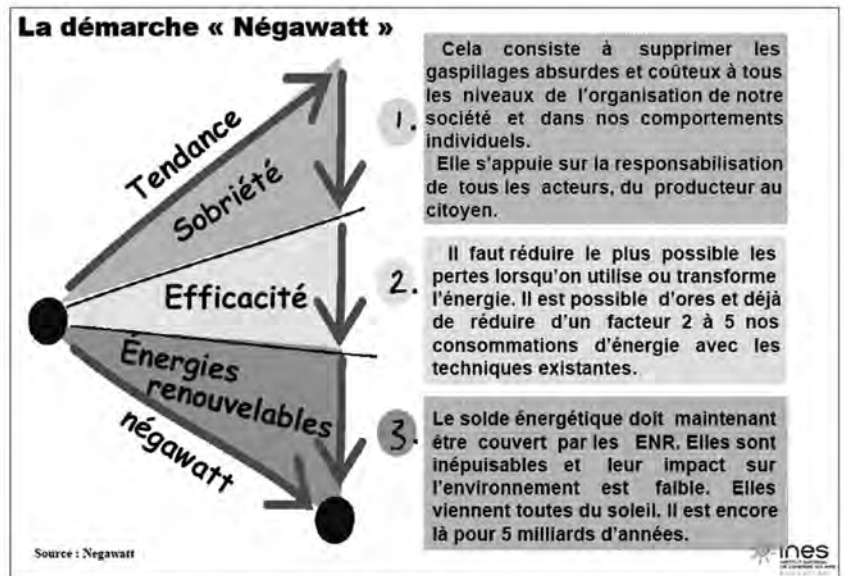 La démarche « Négawatt »
Tendance
Sobriété
Efficacité
Énergies
renouvelables
négawatt
1.
Cela consiste à supprimer les
gaspillages absurdes et coûteux à tous
les niveaux de l'organisation de notre
société et dans nos comportements
individuels.
Elle s'appuie sur la responsabilisation
de tous les acteurs, du producteur au
citoyen.
2.
Il faut réduire le plus possible les
pertes lorsqu'on utilise ou transforme
l'énergie. Il est possible d'ores et déjà
de réduire d'un facteur 2 à 5 nos
consommations d'énergie avec les
techniques existantes.
3.
Le solde énergétique doit maintenant
être couvert par les ENR. Elles sont
inépuisables et leur impact sur
l'environnement est faible. Elles
viennent toutes du soleil. Il est encore
là pour 5 milliards d'années.
Source : Negawatt
ines